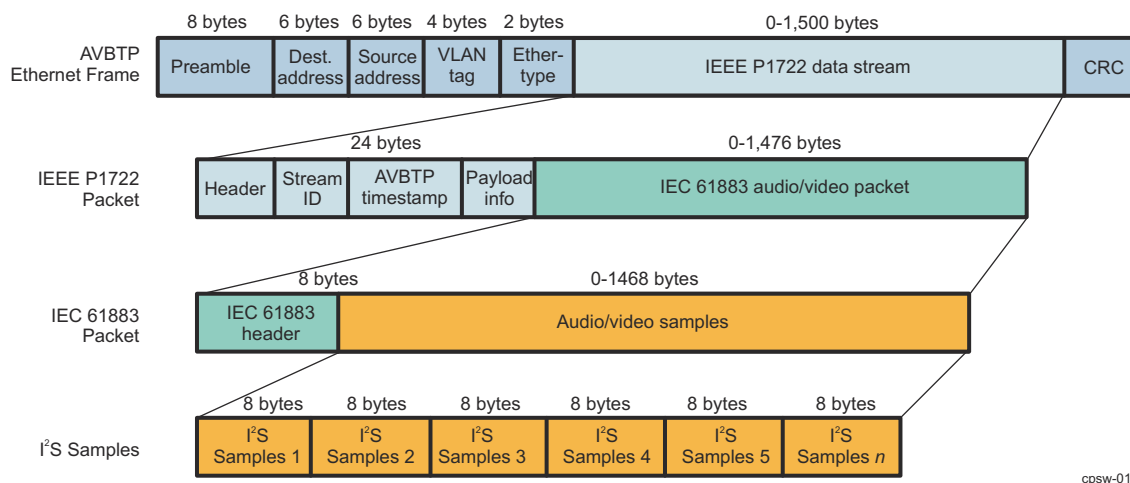 8 bytes 6 bytes 6 bytes 4 bytes 2 bytes 0-1,500 bytes
AVBTP
Ethernet Frame
Preamble
Dest.
address
Source
address
VLAN
tag
Ether-
type
IEEE P1722 data stream
CRC
24 bytes 0-1,476 bytes
IEEE P1722
Packet
Header
Stream
ID
AVBTP
timestamp
Payload
info
IEC 61883 audio/video packet
8 bytes 0-1468 bytes
IEC 61883
Packet
IEC 61883
header
Audio/video samples
8 bytes 8 bytes 8 bytes 8 bytes 8 bytes 8 bytes
I²S Samples
I²S
Samples 1
I²S
Samples 2
I²S
Samples 3
I²S
Samples 4
I²S
Samples 5
I²S
Samples n
cpsw-01